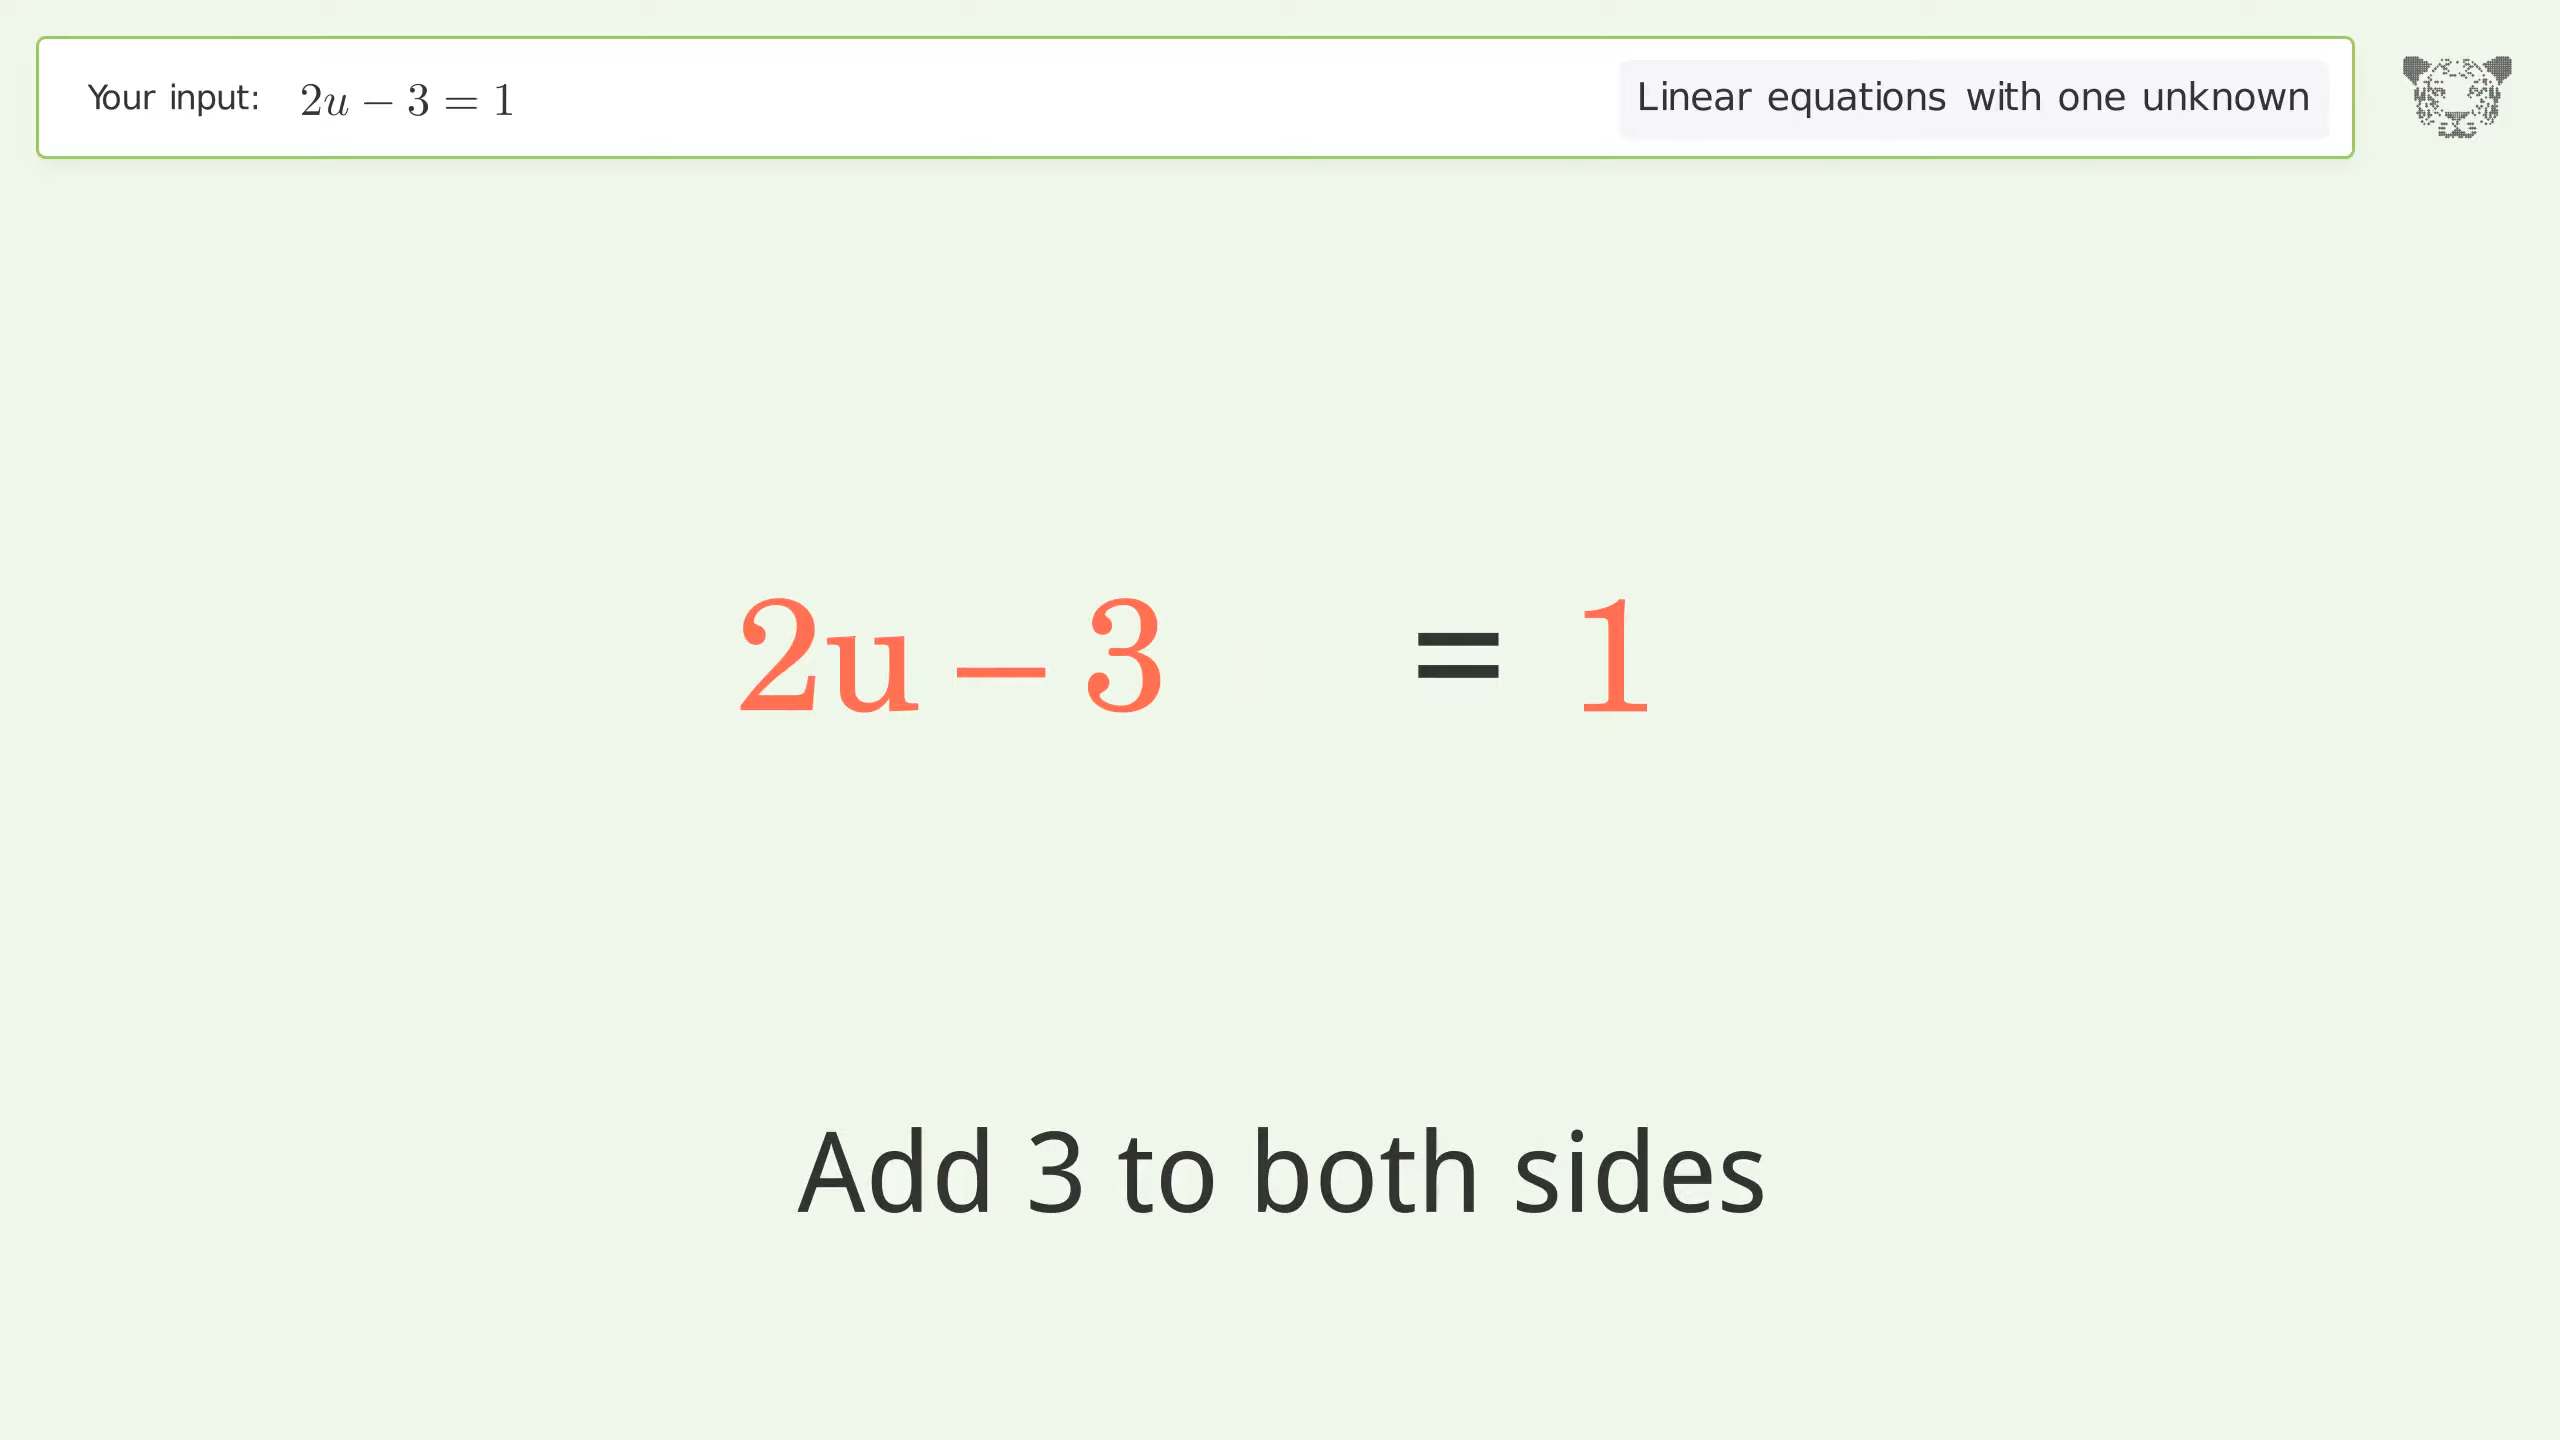 Your input: 2u − 3 = 1
Linear equations with one unknown
2u − 3 = 1
Add 3 to both sides